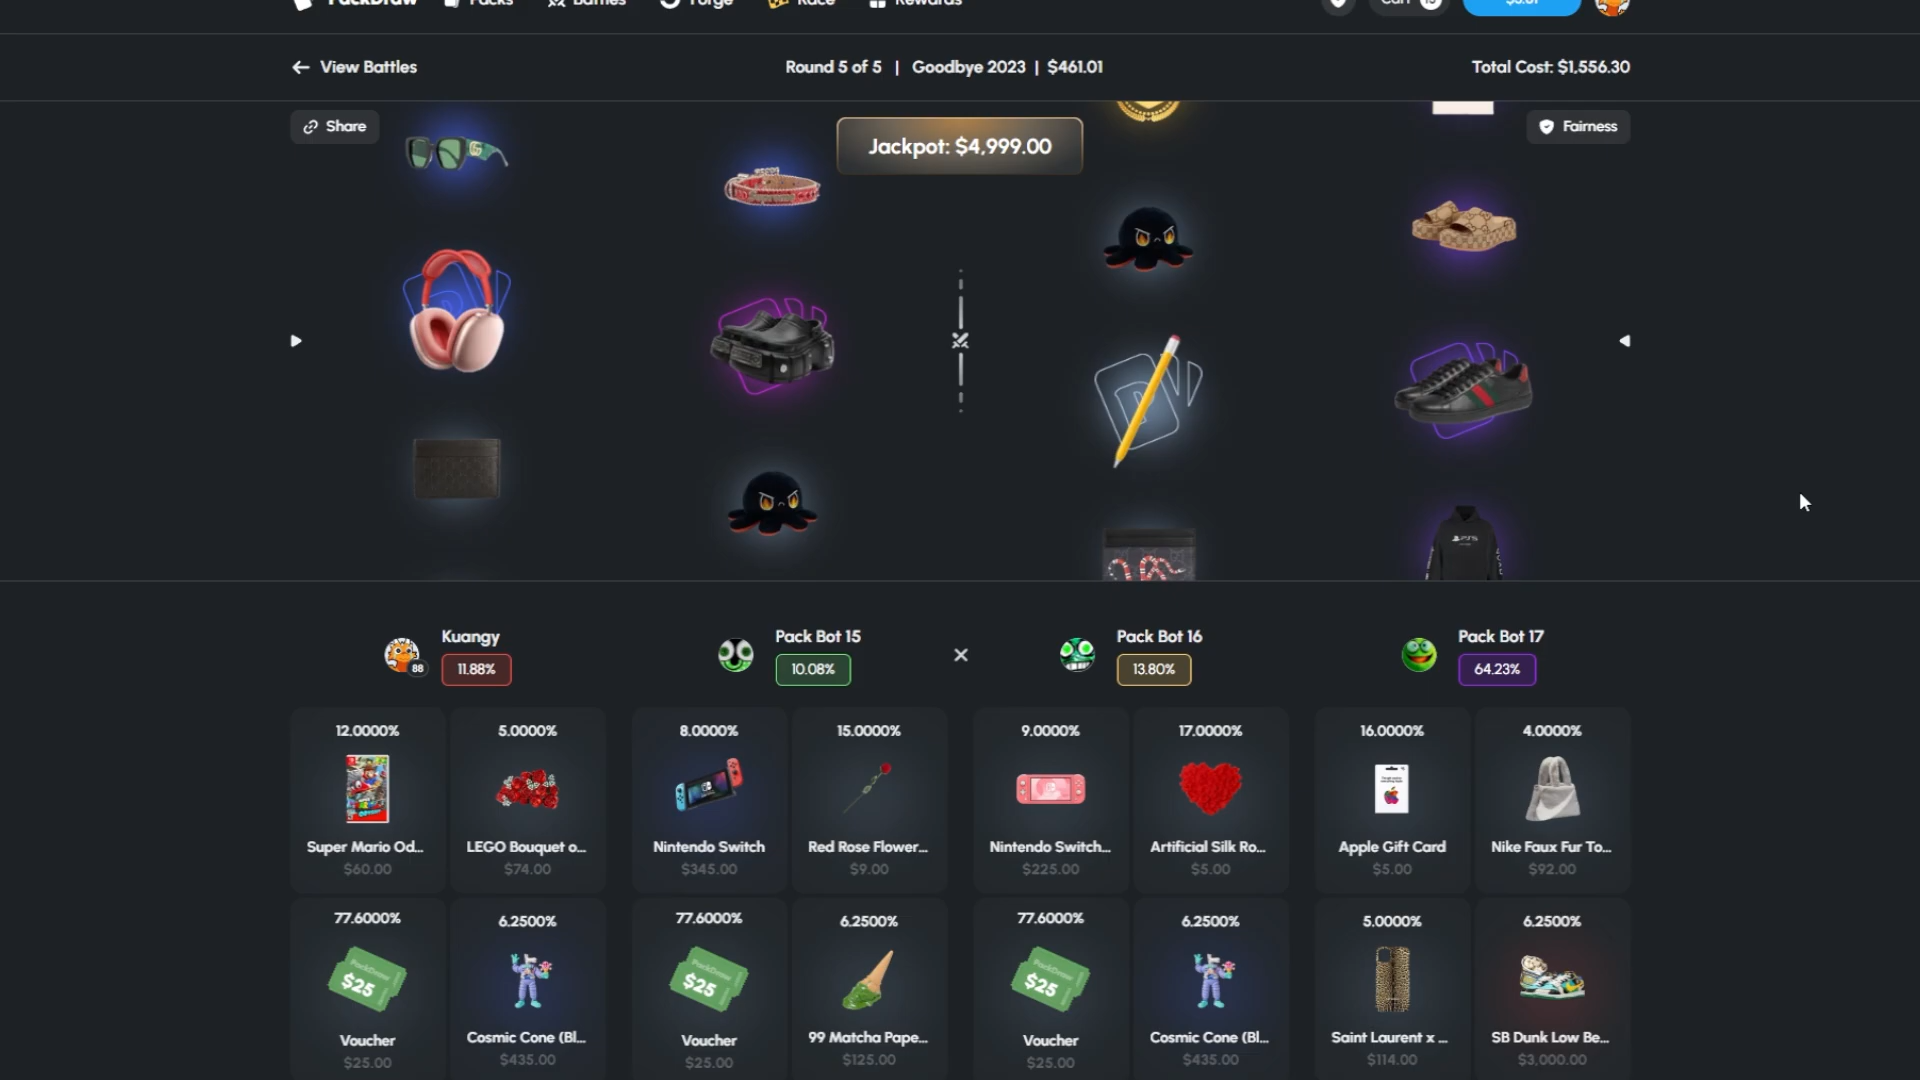 PackDraw Packs Battles Forge Race Rewards Cart
View Battles
Round 5 of 5 | Goodbye 2023 | $461.01
Total Cost: $1,556.30
Share
Jackpot: $4,999.00
Fairness
Kuangy
88
11.88%
Pack Bot 15
10.08%
Pack Bot 16
13.80%
Pack Bot 17
64.23%
12.0000% 5.0000% 8.0000% 15.0000% 9.0000% 17.0000% 16.0000% 4.0000%
Super Mario Od... LEGO Bouquet o... Nintendo Switch Red Rose Flower... Nintendo Switch... Artificial Silk Ro... Apple Gift Card Nike Faux Fur To...
$60.00 $74.00 $345.00 $9.00 $225.00 $5.00 $5.00 $92.00
77.6000% 6.2500% 77.6000% 6.2500% 77.6000% 6.2500% 5.0000% 6.2500%
$25 $25 $25
Voucher Cosmic Cone (Bl... Voucher 99 Matcha Pape... Voucher Cosmic Cone (Bl... Saint Laurent x ... SB Dunk Low Be...
$25.00 $435.00 $25.00 $125.00 $25.00 $435.00 $114.00 $3,000.00